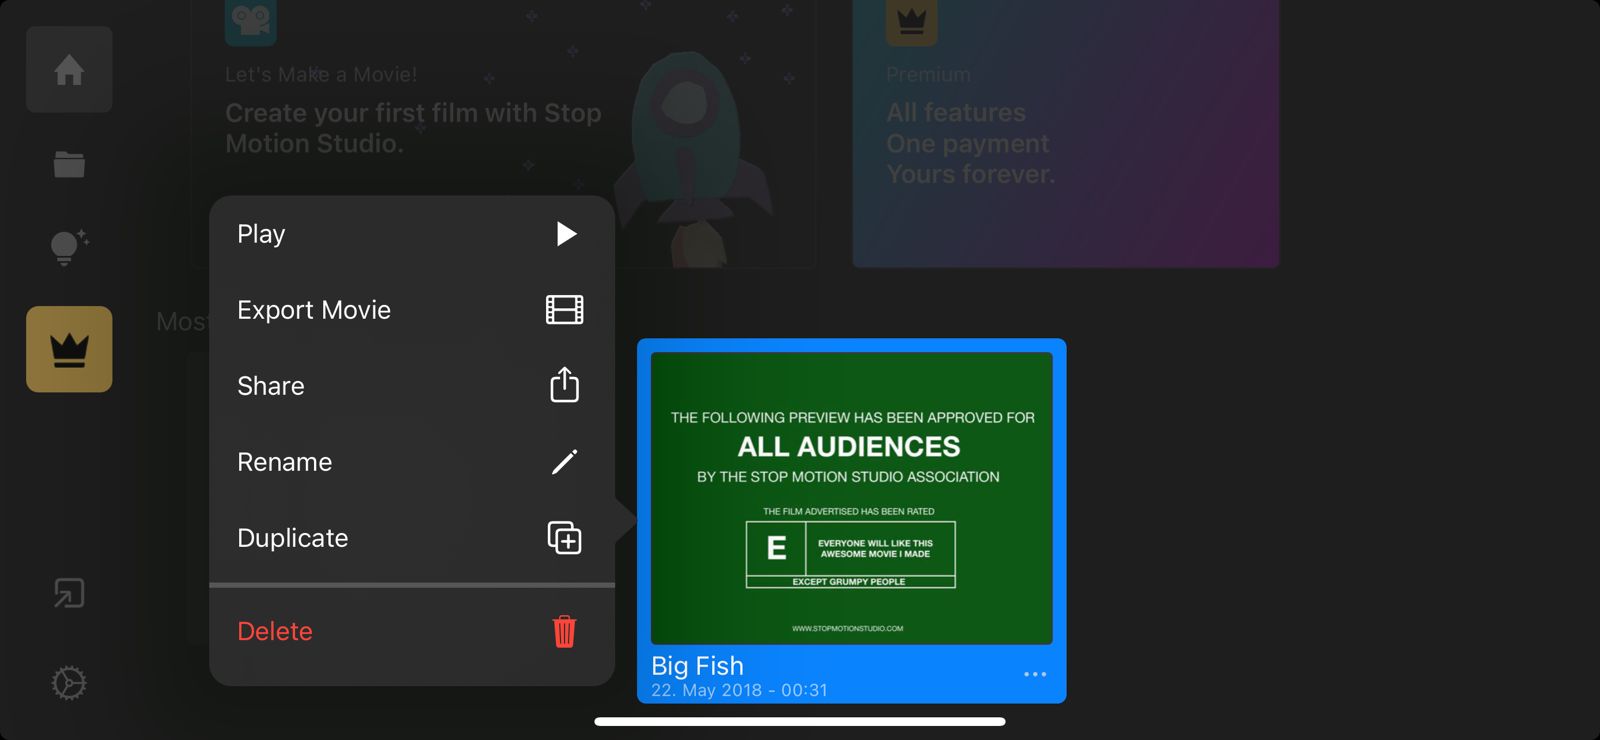 Let's Make a Movie!
Create your first film with Stop
Motion Studio.
Premium
All features
One payment
Yours forever.
Most
Play
Export Movie
Share
Rename
Duplicate
Delete
THE FOLLOWING PREVIEW HAS BEEN APPROVED FOR
ALL AUDIENCES
BY THE STOP MOTION STUDIO ASSOCIATION
THE FILM ADVERTISED HAS BEEN RATED
E
EVERYONE WILL LIKE THIS
AWESOME MOVIE I MADE
EXCEPT GRUMPY PEOPLE
WWW.STOPMOTIONSTUDIO.COM
Big Fish
22. May 2018 - 00:31